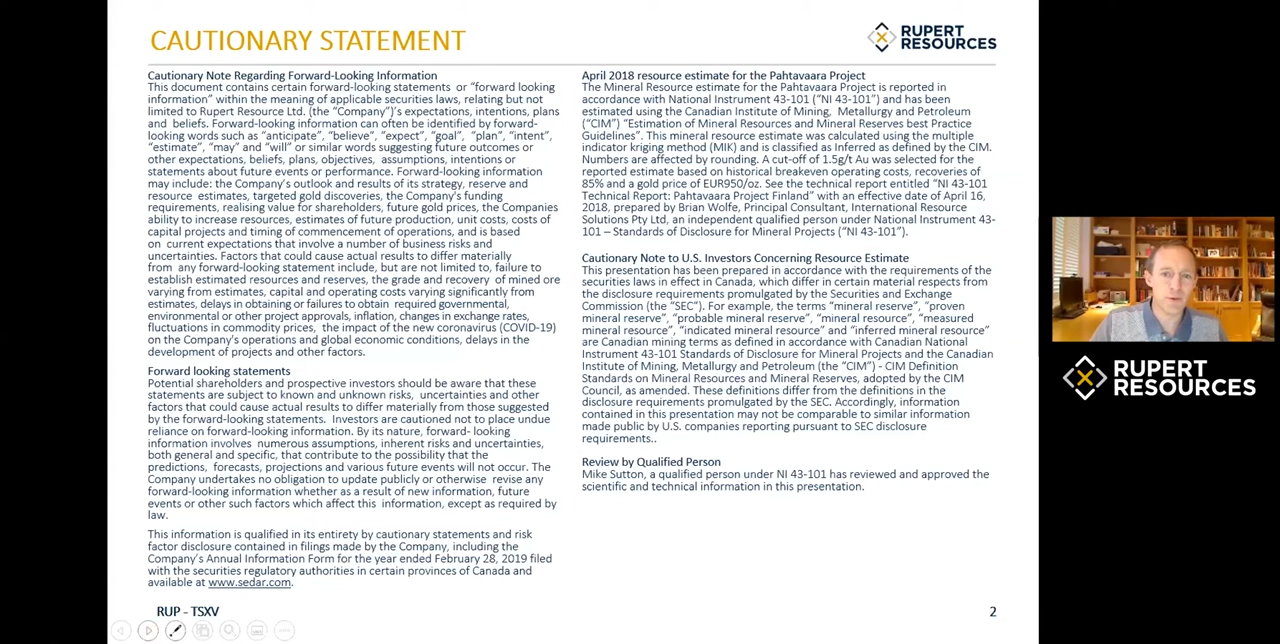 CAUTIONARY STATEMENT
RUPERT
RESOURCES
Cautionary Note Regarding Forward-Looking Information
This document contains certain forward-looking statements or “forward looking
information” within the meaning of applicable securities laws, relating but not
limited to Rupert Resource Ltd. (the “Company”)’s expectations, intentions, plans
and beliefs. Forward-looking information can often be identified by forward-
looking words such as “anticipate”, “believe”, “expect”, “goal”, “plan”, “intent”,
“estimate”, “may” and “will” or similar words suggesting future outcomes or
other expectations, beliefs, plans, objectives, assumptions, intentions or
statements about future events or performance. Forward-looking information
may include: the Company’s outlook and results of its strategy, reserve and
resource estimates, targeted gold discoveries, the Company’s funding
requirements, realising value for shareholders, future gold prices, the Companies
ability to increase resources, estimates of future production, unit costs, costs of
capital projects and timing of commencement of operations, and is based
on current expectations that involve a number of business risks and
uncertainties. Factors that could cause actual results to differ materially
from any forward-looking statement include, but are not limited to, failure to
establish estimated resources and reserves, the grade and recovery of mined ore
varying from estimates, capital and operating costs varying significantly from
estimates, delays in obtaining or failures to obtain required governmental,
environmental or other project approvals, inflation, changes in exchange rates,
fluctuations in commodity prices, the impact of the new coronavirus (COVID-19)
on the Company’s operations and global economic conditions, delays in the
development of projects and other factors.
Forward looking statements
Potential shareholders and prospective investors should be aware that these
statements are subject to known and unknown risks, uncertainties and other
factors that could cause actual results to differ materially from those suggested
by the forward-looking statements. Investors are cautioned not to place undue
reliance on forward-looking information. By its nature, forward- looking
information involves numerous assumptions, inherent risks and uncertainties,
both general and specific, that contribute to the possibility that the
predictions, forecasts, projections and various future events will not occur. The
Company undertakes no obligation to update publicly or otherwise revise any
forward-looking information whether as a result of new information, future
events or other such factors which affect this information, except as required by
law.
This information is qualified in its entirety by cautionary statements and risk
factor disclosure contained in filings made by the Company, including the
Company’s Annual Information Form for the year ended February 28, 2019 filed
with the securities regulatory authorities in certain provinces of Canada and
available at www.sedar.com.
April 2018 resource estimate for the Pahtavaara Project
The Mineral Resource estimate for the Pahtavaara Project is reported in
accordance with National Instrument 43-101 (“NI 43-101”) and has been
estimated using the Canadian Institute of Mining, Metallurgy and Petroleum
(“CIM”) “Estimation of Mineral Resources and Mineral Reserves best Practice
Guidelines”. This mineral resource estimate was calculated using the multiple
indicator kriging method (MIK) and is classified as Inferred as defined by the CIM.
Numbers are affected by rounding. A cut-off of 1.5g/t Au was selected for the
reported estimate based on historical breakeven operating costs, recoveries of
85% and a gold price of EUR950/oz. See the technical report entitled “NI 43-101
Technical Report: Pahtavaara Project Finland” with an effective date of April 16,
2018, prepared by Brian Wolfe, Principal Consultant, International Resource
Solutions Pty Ltd, an independent qualified person under National Instrument 43-
101 – Standards of Disclosure for Mineral Projects (“NI 43-101”).
Cautionary Note to U.S. Investors Concerning Resource Estimate
This presentation has been prepared in accordance with the requirements of the
securities laws in effect in Canada, which differ in certain material respects from
the disclosure requirements promulgated by the Securities and Exchange
Commission (the “SEC”). For example, the terms “mineral reserve”, “proven
mineral reserve”, “probable mineral reserve”, “mineral resource”, “measured
mineral resource”, “indicated mineral resource” and “inferred mineral resource”
are Canadian mining terms as defined in accordance with Canadian National
Instrument 43-101 Standards of Disclosure for Mineral Projects and the Canadian
Institute of Mining, Metallurgy and Petroleum (the “CIM”) - CIM Definition
Standards on Mineral Resources and Mineral Reserves, adopted by the CIM
Council, as amended. These definitions differ from the definitions in the
disclosure requirements promulgated by the SEC. Accordingly, information
contained in this presentation may not be comparable to similar information
made public by U.S. companies reporting pursuant to SEC disclosure
requirements..
Review by Qualified Person
Mike Sutton, a qualified person under NI 43-101 has reviewed and approved the
scientific and technical information in this presentation.
RUP - TSXV
2
RUPERT
RESOURCES